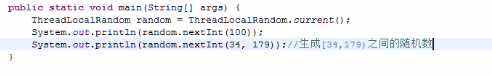 public static void main(String[] args) {
ThreadLocalRandom random = ThreadLocalRandom.current();
System.out.println(random.nextInt(100));
System.out.println(random.nextInt(34, 179));//生成[34,179)之间的随机数
}